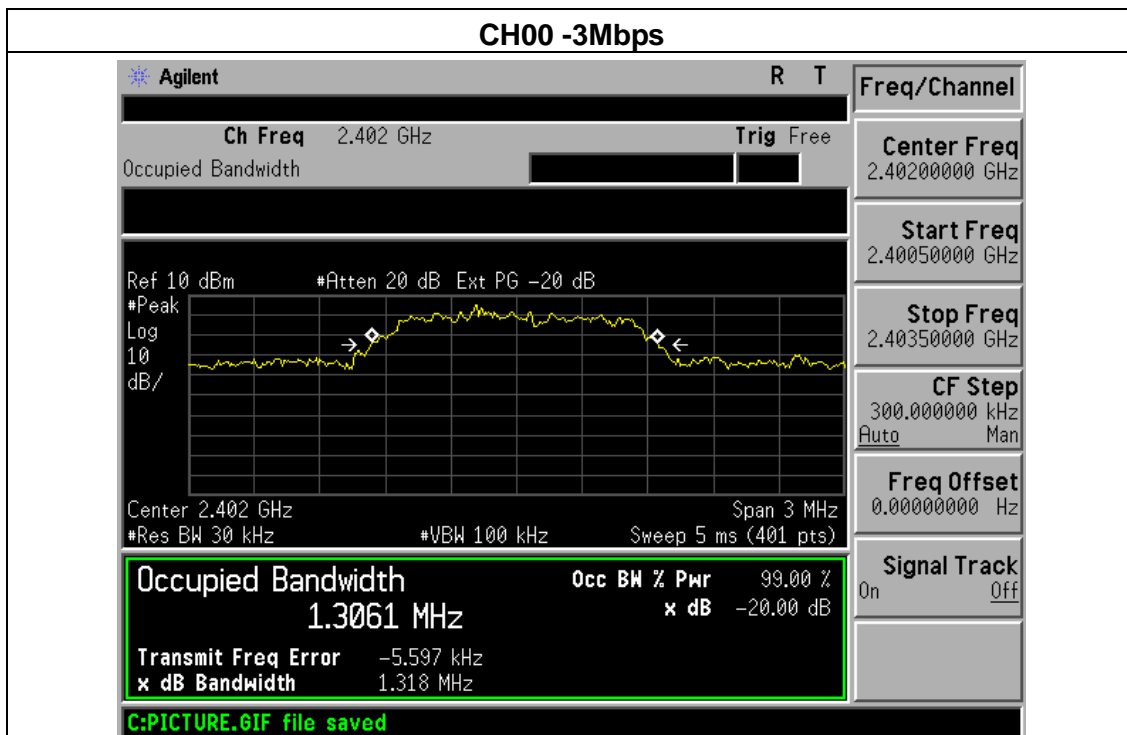 CH00 -3Mbps
Agilent R T
Ch Freq 2.402 GHz Trig Free
Occupied Bandwidth
Ref 10 dBm #Atten 20 dB Ext PG -20 dB
#Peak
Log
10
dB/
Center 2.402 GHz Span 3 MHz
#Res BW 30 kHz #VBW 100 kHz Sweep 5 ms (401 pts)
Occupied Bandwidth Occ BW % Pwr 99.00 %
1.3061 MHz x dB -20.00 dB
Transmit Freq Error -5.597 kHz
x dB Bandwidth 1.318 MHz
C:PICTURE.GIF file saved
Freq/Channel
Center Freq
2.40200000 GHz
Start Freq
2.40050000 GHz
Stop Freq
2.40350000 GHz
CF Step
300.000000 kHz
Auto Man
Freq Offset
0.00000000 Hz
Signal Track
On Off